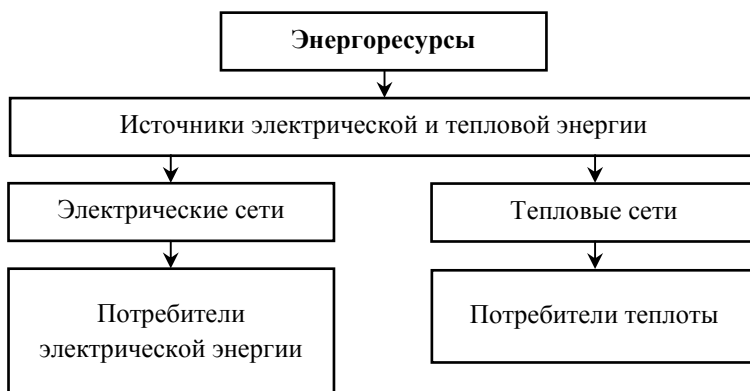 Энергоресурсы
Источники электрической и тепловой энергии
Электрические сети
Тепловые сети
Потребители
электрической энергии
Потребители теплоты